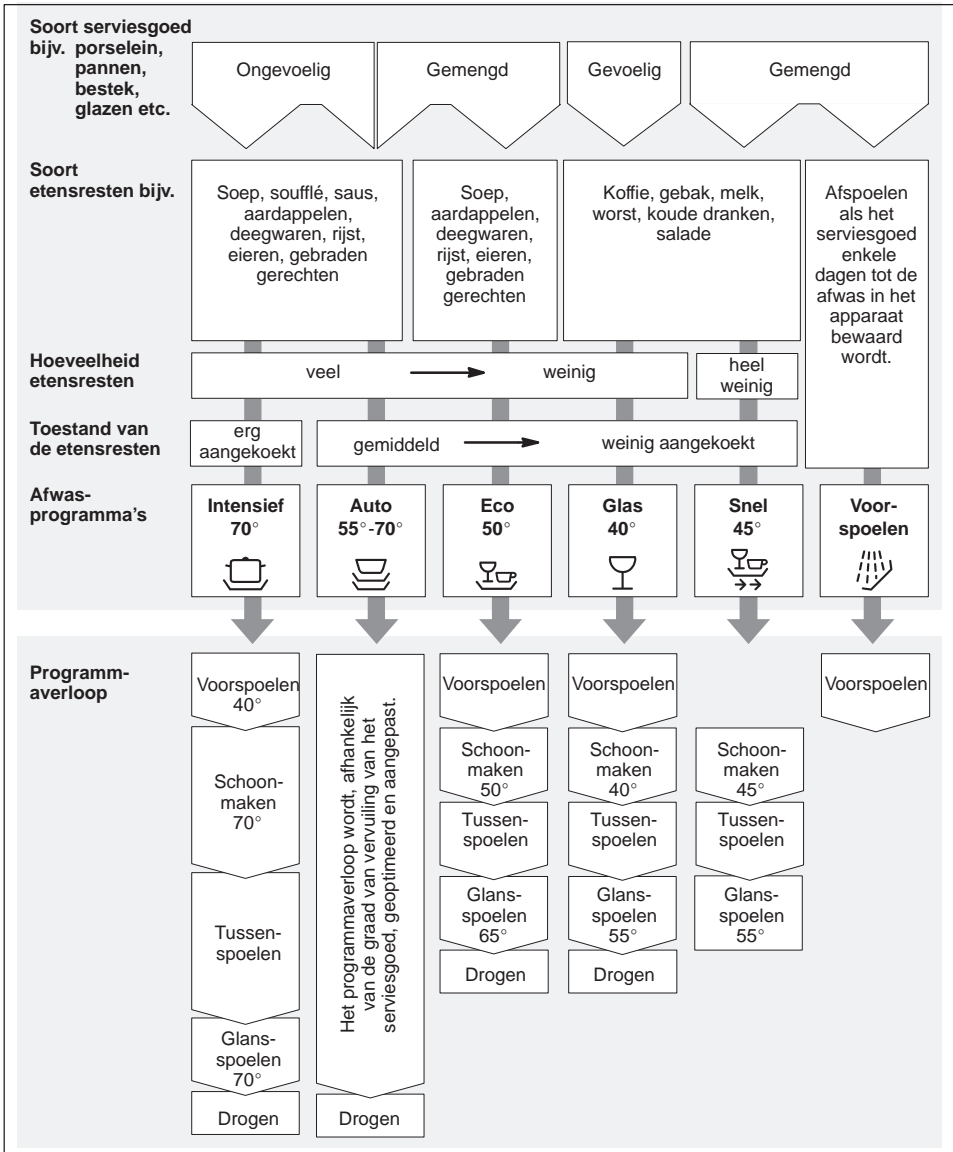 Soort serviesgoed
bijv. porselein,
pannen,
bestek,
glazen etc.
Ongevoelig
Gemengd
Gevoelig
Gemengd
Soort
etensresten bijv.
Soep, soufflé, saus,
aardappelen,
deegwaren, rijst,
eieren, gebraden
gerechten
Soep,
aardappelen,
deegwaren,
rijst, eieren,
gebraden
gerechten
Koffie, gebak, melk,
worst, koude dranken,
salade
Afspoelen
als het
serviesgoed
enkele
dagen tot de
afwas in het
apparaat
bewaard
wordt.
Hoeveelheid
etensresten
veel
weinig
heel
weinig
Toestand van
de etensresten
erg
aangekoekt
gemiddeld
weinig aangekoekt
Afwas-
programma's
Intensief
70°
Auto
55°-70°
Eco
50°
Glas
40°
Snel
45°
Voor-
spoelen
Programm-
averloop
Voorspoelen
40°
Schoon-
maken
70°
Tussen-
spoelen
Glans-
spoelen
70°
Drogen
Het programmaverloop wordt, afhankelijk
van de graad van vervuiling van het
serviesgoed, geoptimeerd en aangepast.
Drogen
Voorspoelen
Schoon-
maken
50°
Tussen-
spoelen
Glans-
spoelen
65°
Drogen
Voorspoelen
Schoon-
maken
40°
Tussen-
spoelen
Glans-
spoelen
55°
Drogen
Schoon-
maken
45°
Tussen-
spoelen
Glans-
spoelen
55°
Voorspoelen